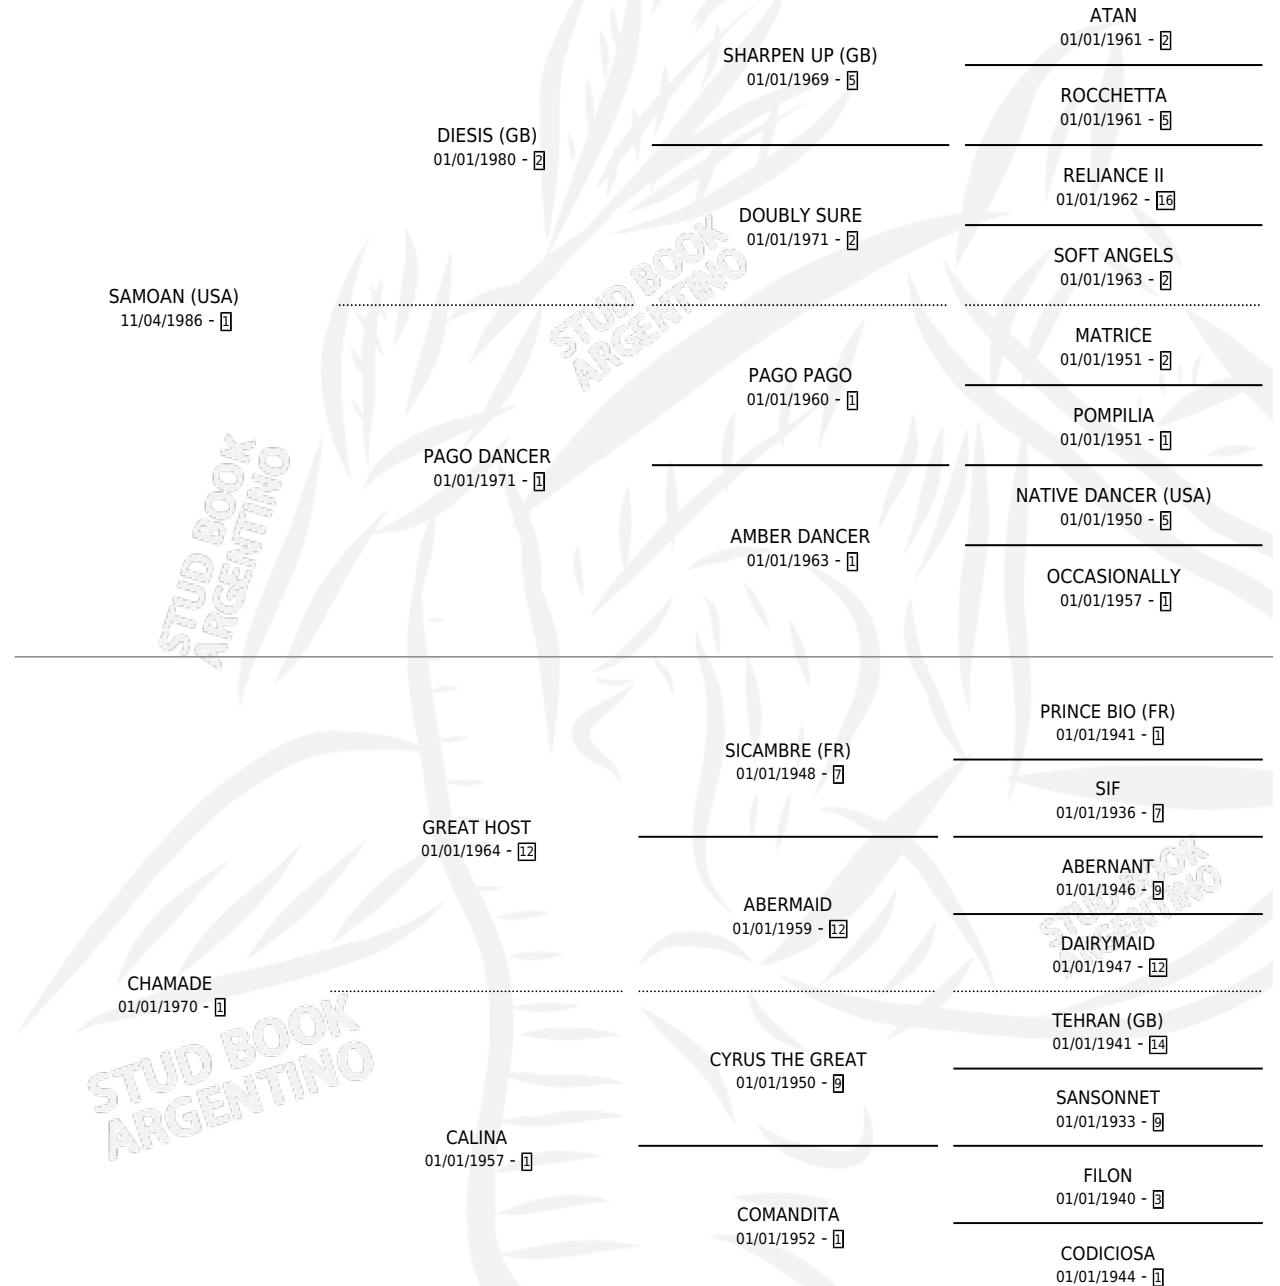 ATAN
01/01/1961 - 2
SHARPEN UP (GB)
01/01/1969 - 5
ROCCHETTA
01/01/1961 - 5
DIESIS (GB)
01/01/1980 - 2
RELIANCE II
01/01/1962 - 16
DOUBLY SURE
01/01/1971 - 2
SOFT ANGELS
01/01/1963 - 2
STUD BOOK
ARGENTINO
SAMOAN (USA)
11/04/1986 - 1
MATRICE
01/01/1951 - 2
PAGO PAGO
01/01/1960 - 1
POMPILIA
01/01/1951 - 1
PAGO DANCER
01/01/1971 - 1
NATIVE DANCER (USA)
01/01/1950 - 5
AMBER DANCER
01/01/1963 - 1
OCCASIONALLY
01/01/1957 - 1
STUD BOOK
ARGENTINO
PRINCE BIO (FR)
01/01/1941 - 1
SICAMBRE (FR)
01/01/1948 - 7
SIF
01/01/1936 - 7
GREAT HOST
01/01/1964 - 12
ABERNANT
01/01/1946 - 9
ABERMAID
01/01/1959 - 12
DAIRYMAID
01/01/1947 - 12
STUD BOOK
ARGENTINO
CHAMADE
01/01/1970 - 1
TEHRAN (GB)
01/01/1941 - 14
CYRUS THE GREAT
01/01/1950 - 9
SANSONNET
01/01/1933 - 9
STUD BOOK
ARGENTINO
CALINA
01/01/1957 - 1
FILON
01/01/1940 - 3
COMANDITA
01/01/1952 - 1
CODICIOSA
01/01/1944 - 1